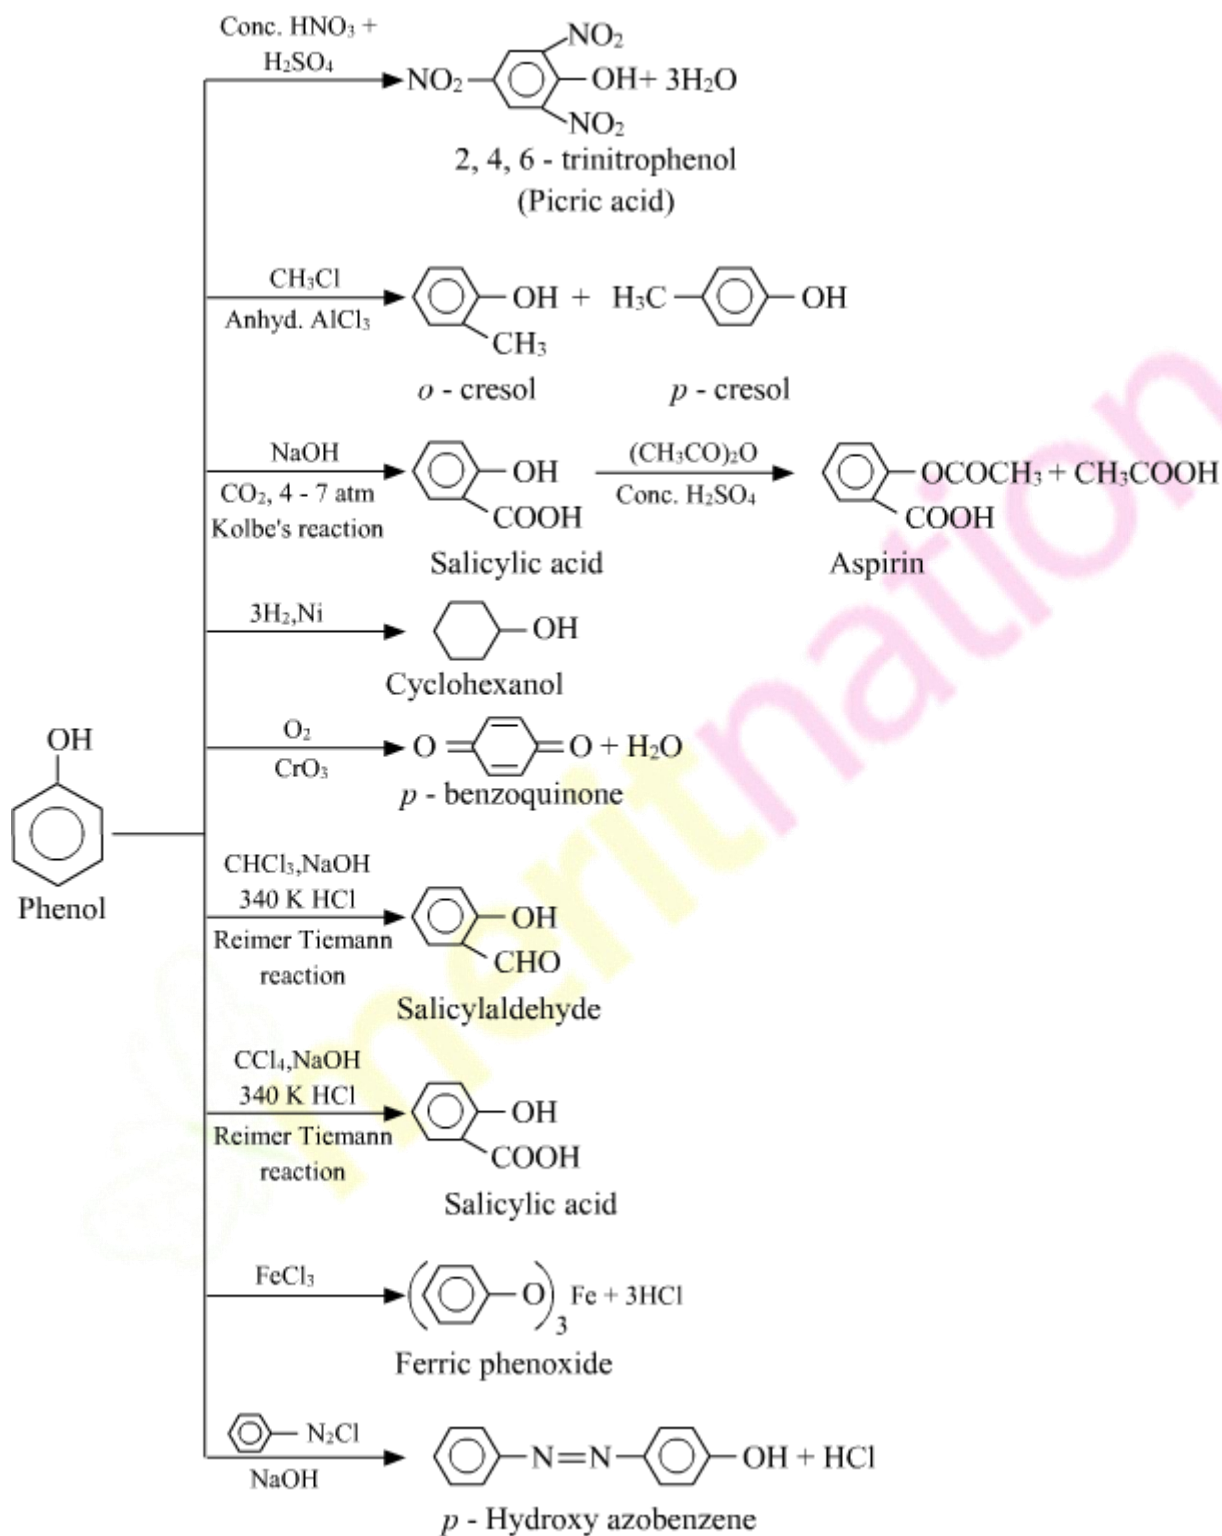 Conc. HNO₃ +
H₂SO₄
NO₂
NO₂ OH + 3H₂O
NO₂
2, 4, 6 - trinitrophenol
(Picric acid)
CH₃Cl
Anhyd. AlCl₃
OH + H₃C OH
CH₃
o - cresol p - cresol
NaOH
CO₂, 4 - 7 atm
Kolbe's reaction
OH
COOH
Salicylic acid
(CH₃CO)₂O
Conc. H₂SO₄
OCOCH₃ + CH₃COOH
COOH
Aspirin
3H₂,Ni
OH
Cyclohexanol
O₂
CrO₃
O O + H₂O
p - benzoquinone
OH
Phenol
CHCl₃,NaOH
340 K HCl
Reimer Tiemann
reaction
OH
CHO
Salicylaldehyde
CCl₄,NaOH
340 K HCl
Reimer Tiemann
reaction
OH
COOH
Salicylic acid
FeCl₃
( O )₃ Fe + 3HCl
Ferric phenoxide
N₂Cl
NaOH
N=N OH + HCl
p - Hydroxy azobenzene
meritnation